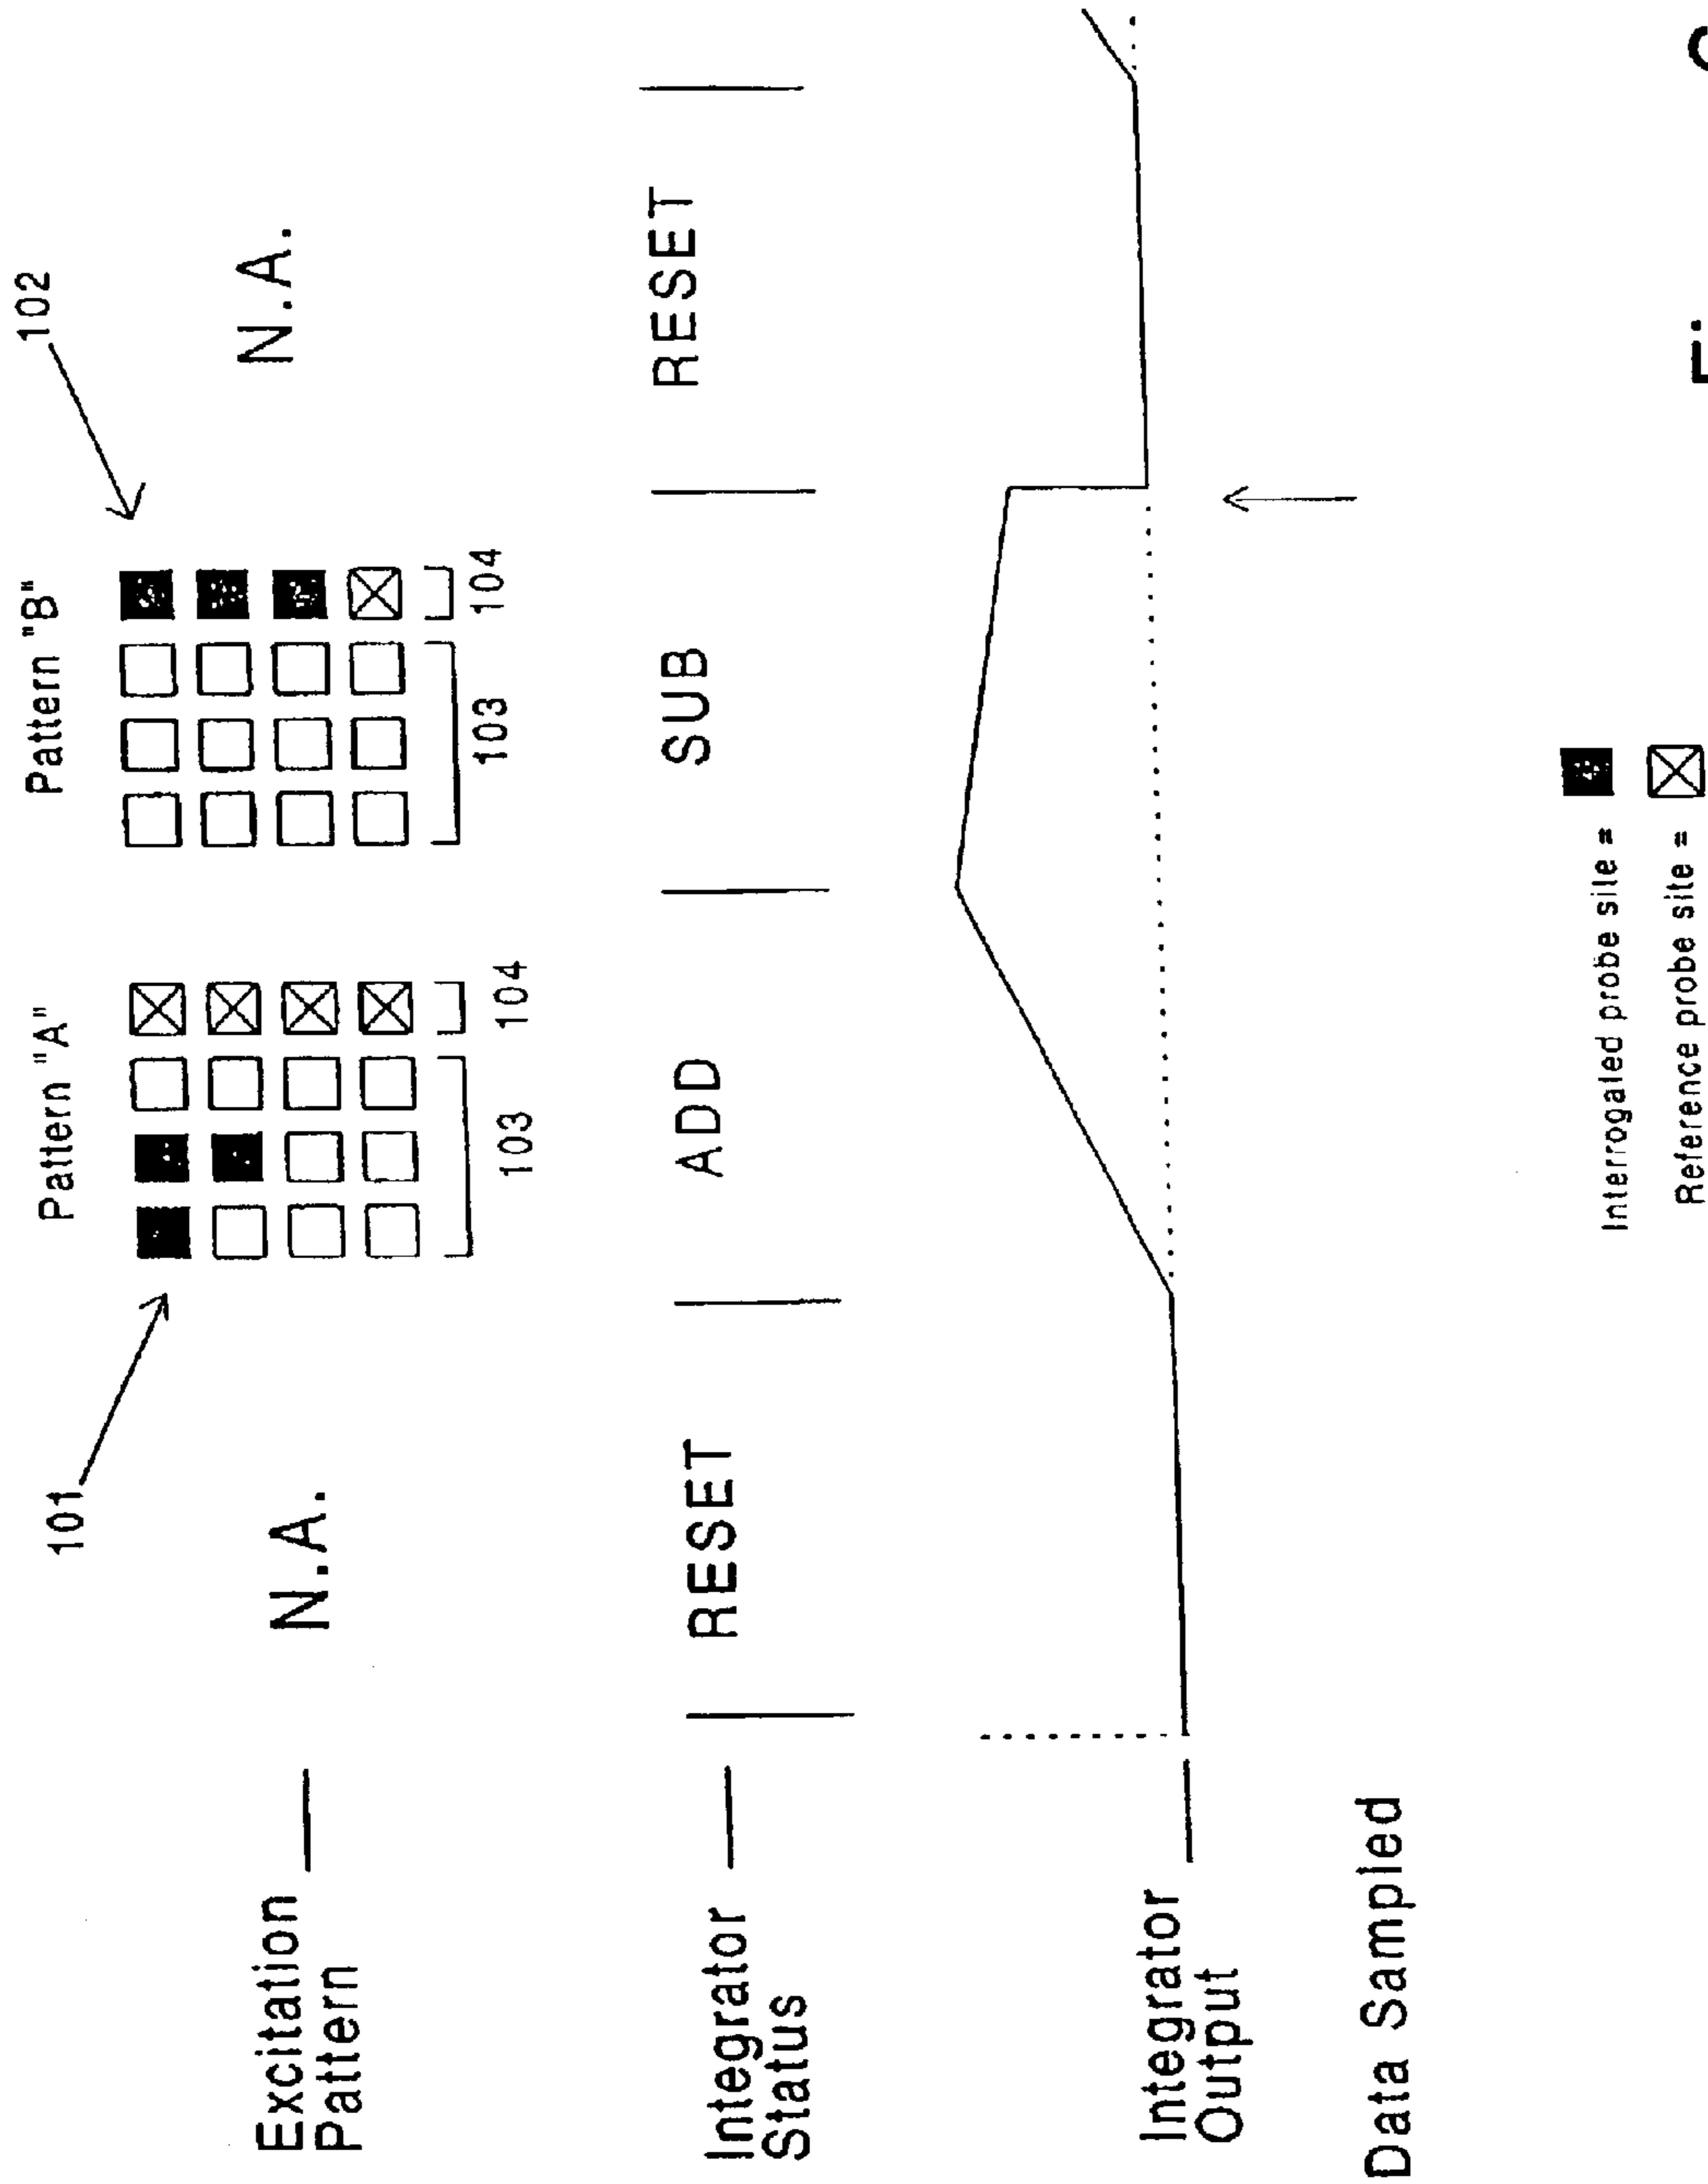 102
101
Pattern "A"
Pattern "B"
Excitation
Pattern
N.A.
N.A.
103
104
103
104
Integrator
Status
RESET
ADD
SUB
RESET
Integrator
Output
Data Sampled
Interrogated probe site =
Reference probe site =